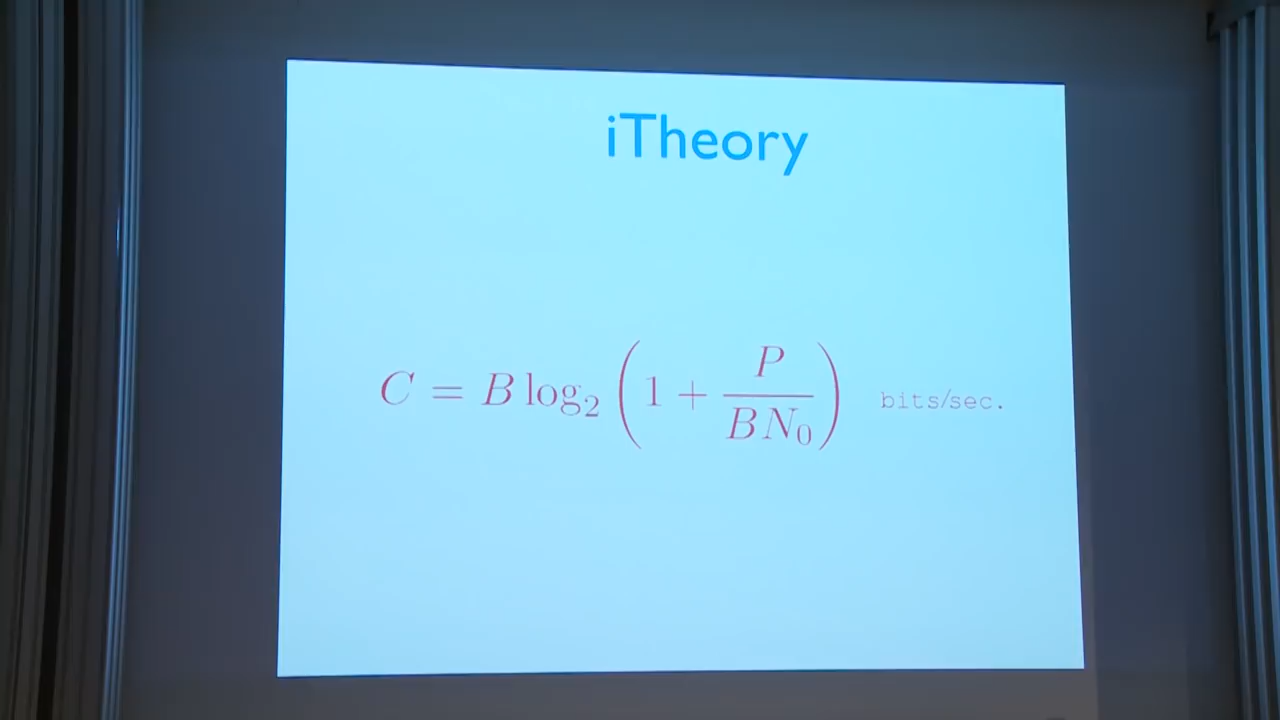 iTheory
C = B log₂ (1 + P/(BN₀)) bits/sec.